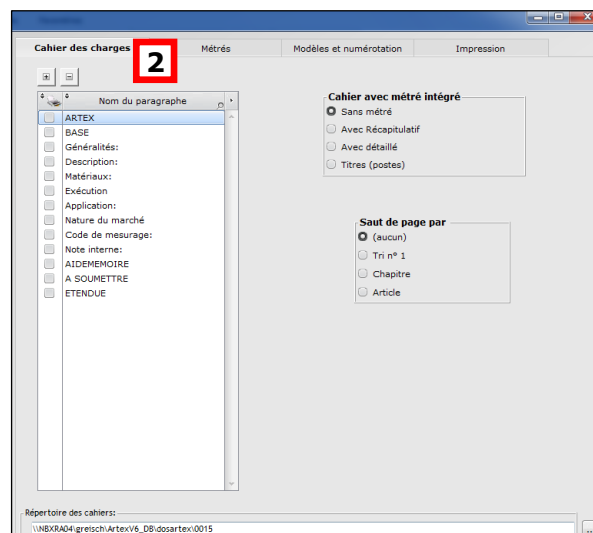 Cahier des charges
2
Métrés
Modèles et numérotation
Impression
Nom du paragraphe
ARTEX
BASE
Généralités:
Description:
Matériaux:
Exécution
Application:
Nature du marché
Code de mesurage:
Note interne:
AIDEMEMOIRE
A SOUMETTRE
ETENDUE
Cahier avec métré intégré
Sans métré
Avec Récapitulatif
Avec détaillé
Titres (postes)
Saut de page par
(aucun)
Tri n° 1
Chapitre
Article
Répertoire des cahiers:
\\NBXRA04\greisch\ArtexV6_DB\dosartex\0015
...